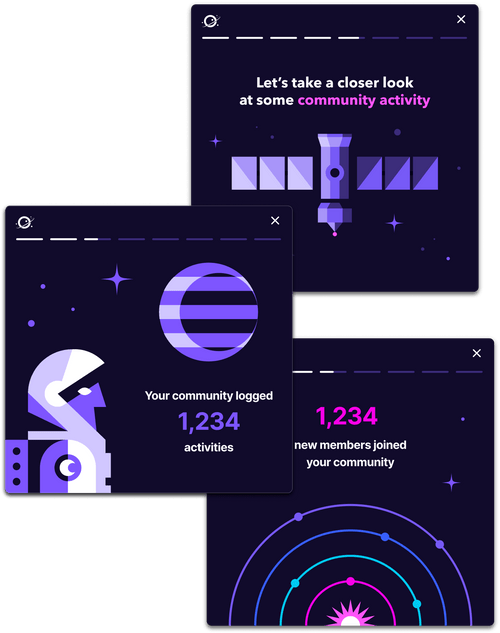 Let's take a closer look
at some community activity
Your community logged
1,234
activities
1,234
new members joined
your community